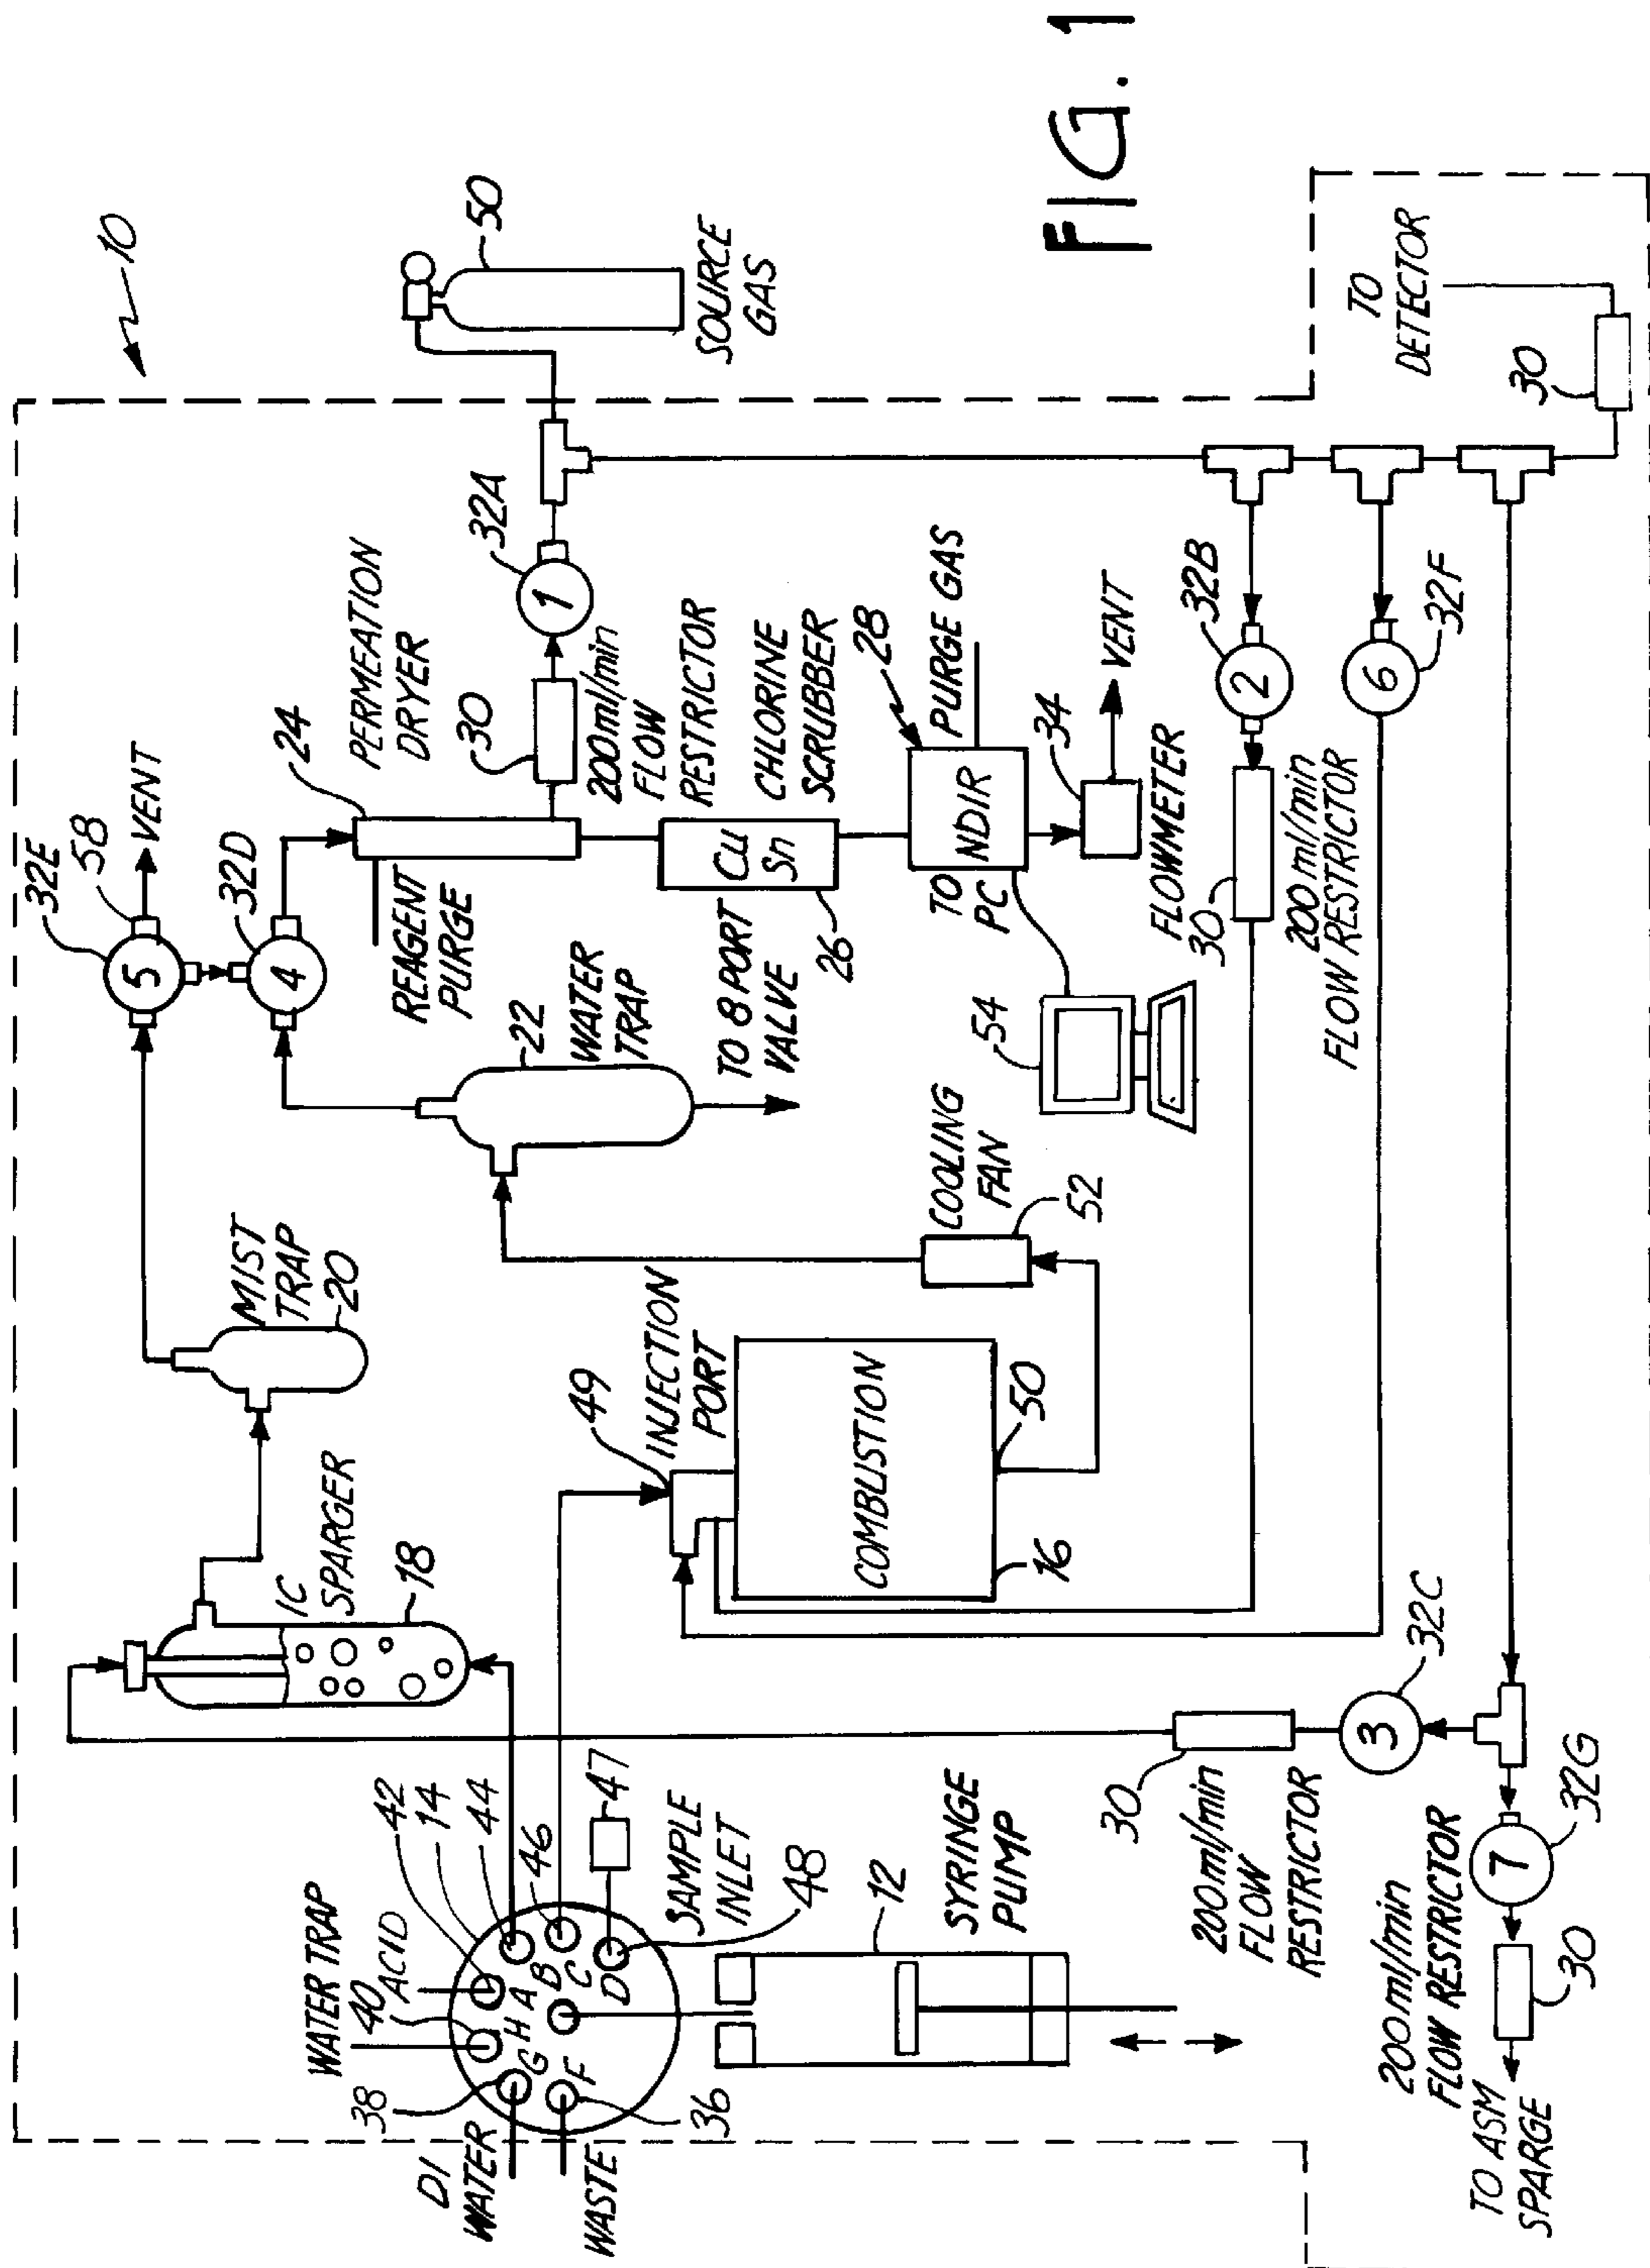 10
32E
58
VENT
5
32D
4
24
PERMEATION
DRYER
REAGENT
PURGE
30
200ml/min
FLOW
RESTRICTOR
32A
1
50
SOURCE
GAS
MIST
TRAP
20
IC
SPARGER
18
22
WATER
TRAP
TO 8 PORT
VALVE
Cu
Sn
26
CHLORINE
SCRUBBER
28
PURGE GAS
NDIR
TO
PC
34
VENT
FLOWMETER
54
COOLING
FAN
52
49
INJECTION
PORT
COMBUSTION
16
50
WATER TRAP
40
ACID
42
14
44
46
47
38
DI
WATER
WASTE
36
A
B
C
D
F
G
H
SAMPLE
INLET
48
12
SYRINGE
PUMP
32B
2
30
200 ml/min
FLOW RESTRICTOR
32F
6
TO
DETECTOR
30
30
200ml/min
FLOW
RESTRICTOR
32C
3
32G
7
200ml/min
FLOW RESTRICTOR
30
TO ASM
SPARGE
FIG. 1